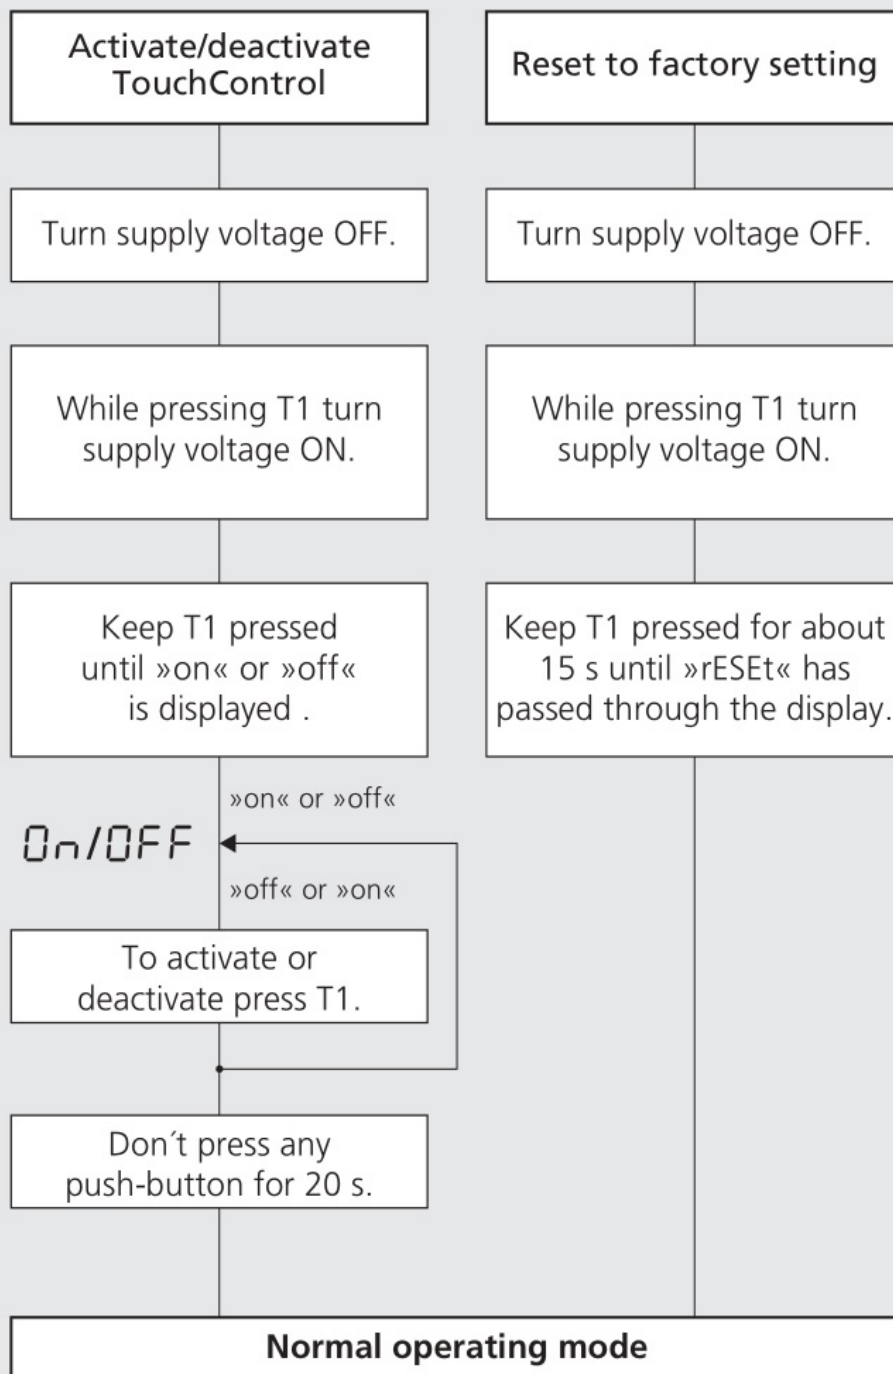 Activate/deactivate
TouchControl
Turn supply voltage OFF.
While pressing T1 turn
supply voltage ON.
Keep T1 pressed
until »on« or »off«
is displayed .
»on« or »off«
On/OFF
»off« or »on«
To activate or
deactivate press T1.
Don´t press any
push-button for 20 s.
Reset to factory setting
Turn supply voltage OFF.
While pressing T1 turn
supply voltage ON.
Keep T1 pressed for about
15 s until »rESEt« has
passed through the display.
Normal operating mode